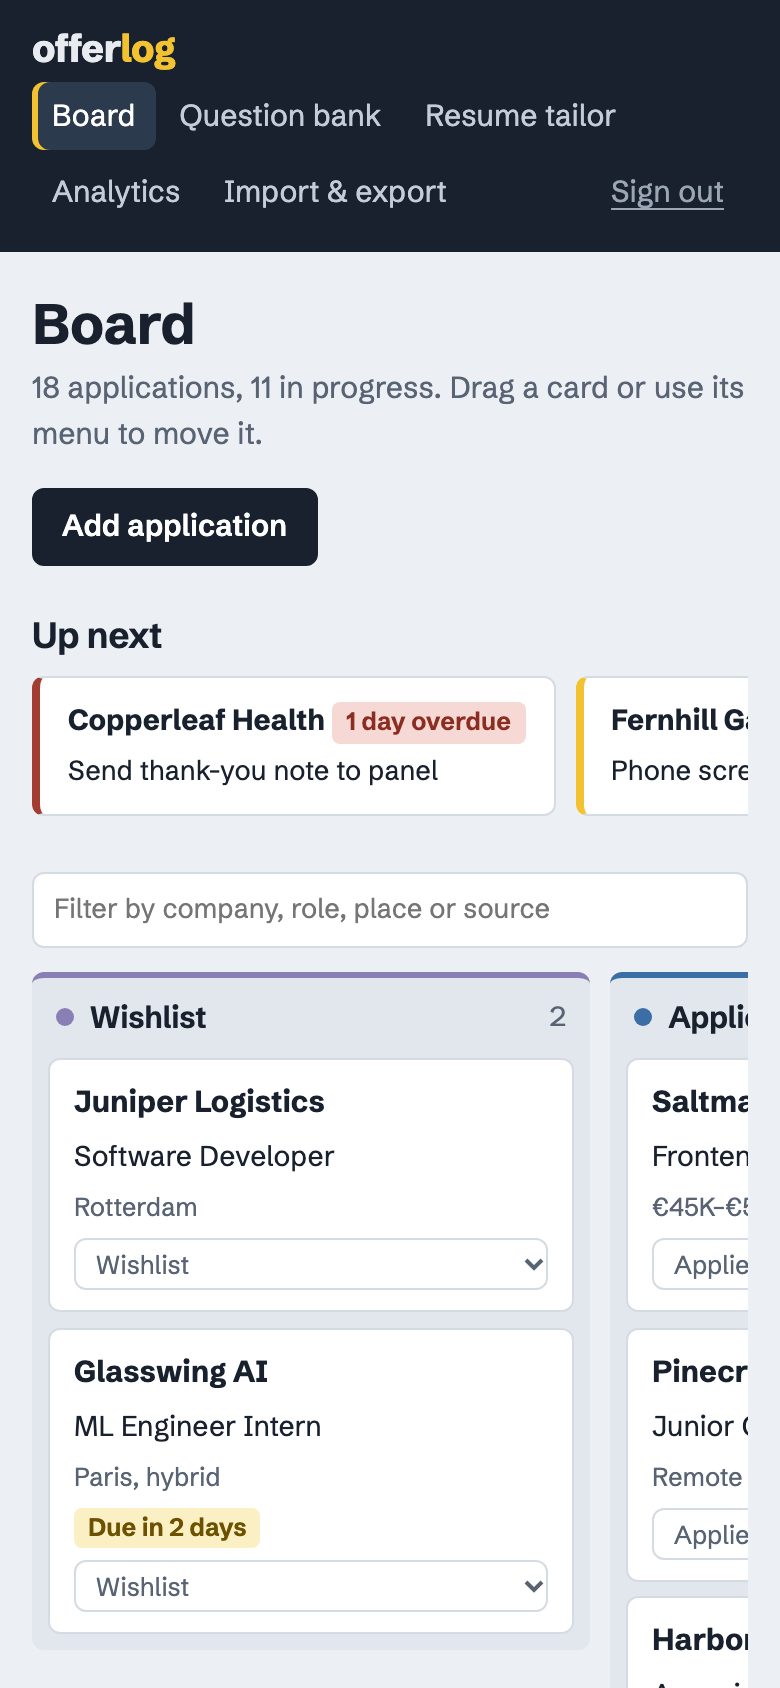 offerlog
Board Question bank Resume tailor
Analytics Import & export Sign out
Board
18 applications, 11 in progress. Drag a card or use its
menu to move it.
Add application
Up next
Copperleaf Health 1 day overdue
Send thank-you note to panel
Fernhill
Phone
Filter by company, role, place or source
Wishlist 2
Juniper Logistics
Software Developer
Rotterdam
Wishlist
Glasswing AI
ML Engineer Intern
Paris, hybrid
Due in 2 days
Wishlist
Junior
Remote